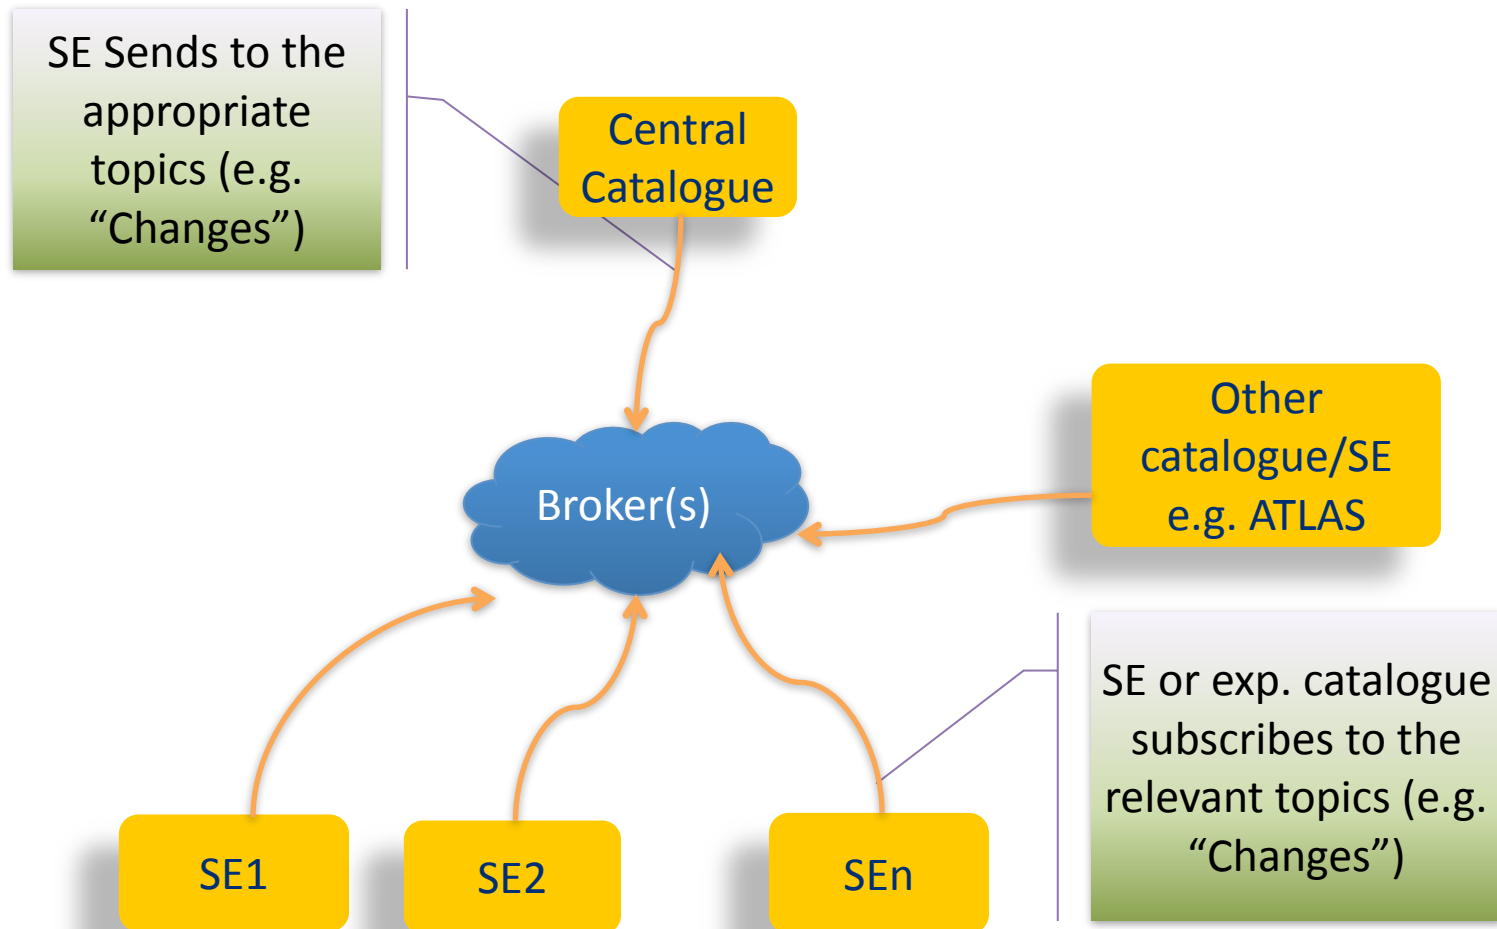 SE Sends to the
appropriate
topics (e.g.
“Changes”)
Central
Catalogue
Other
catalogue/SE
e.g. ATLAS
Broker(s)
SE or exp. catalogue
subscribes to the
relevant topics (e.g.
“Changes”)
SE1
SE2
SEn